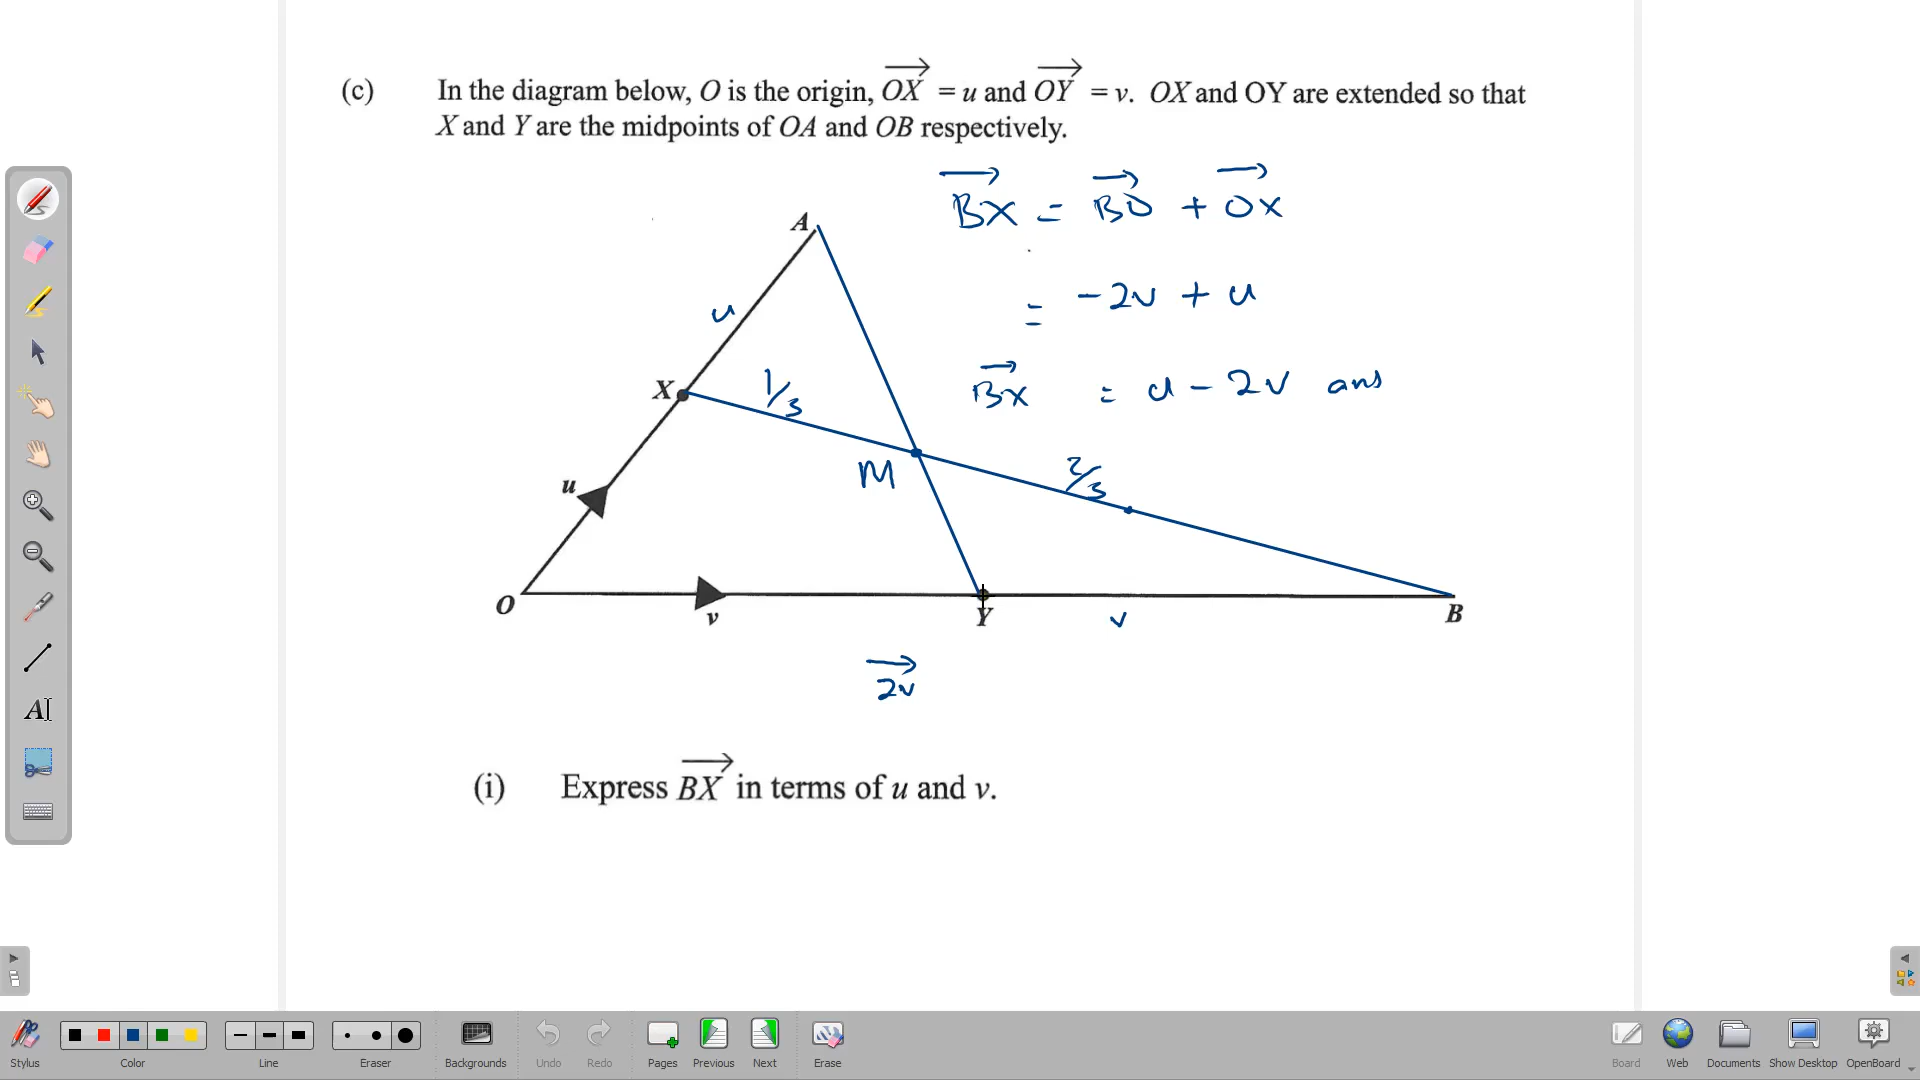 (c) In the diagram below, O is the origin, OX = u and OY = v. OX and OY are extended so that
X and Y are the midpoints of OA and OB respectively.
BX = BO + OX
= -2v + u
BX = u - 2v ans
A
u
X
1/3
M
2/3
u
O
v
Y
v
B
2v
(i) Express BX in terms of u and v.
Stylus
Color
Line
Eraser
Backgrounds
Undo
Redo
Pages
Previous
Next
Erase
Board
Web
Documents
Show Desktop
OpenBoard